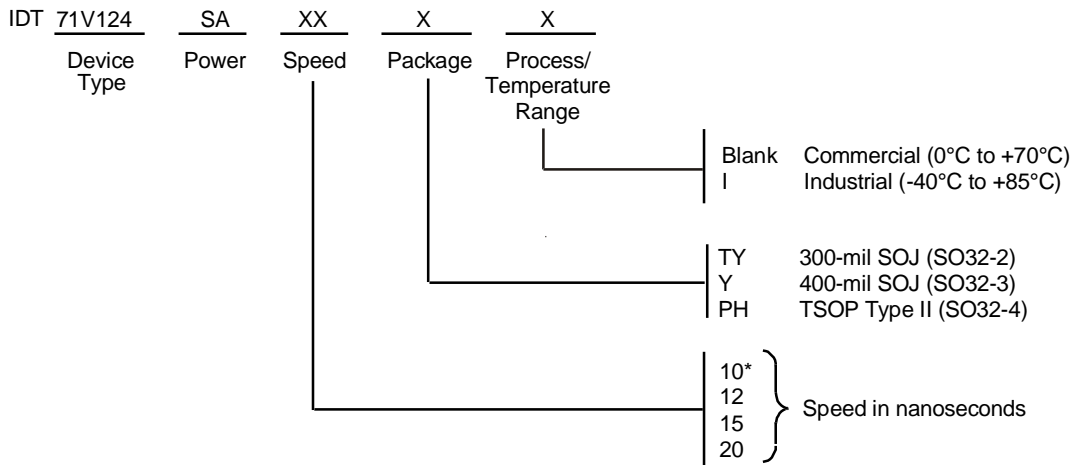 IDT 71V124 SA XX X X
Device Type
Power
Speed
Package
Process/
Temperature
Range
Blank Commercial (0°C to +70°C)
I Industrial (-40°C to +85°C)
TY 300-mil SOJ (SO32-2)
Y 400-mil SOJ (SO32-3)
PH TSOP Type II (SO32-4)
10*
12
15
20
Speed in nanoseconds